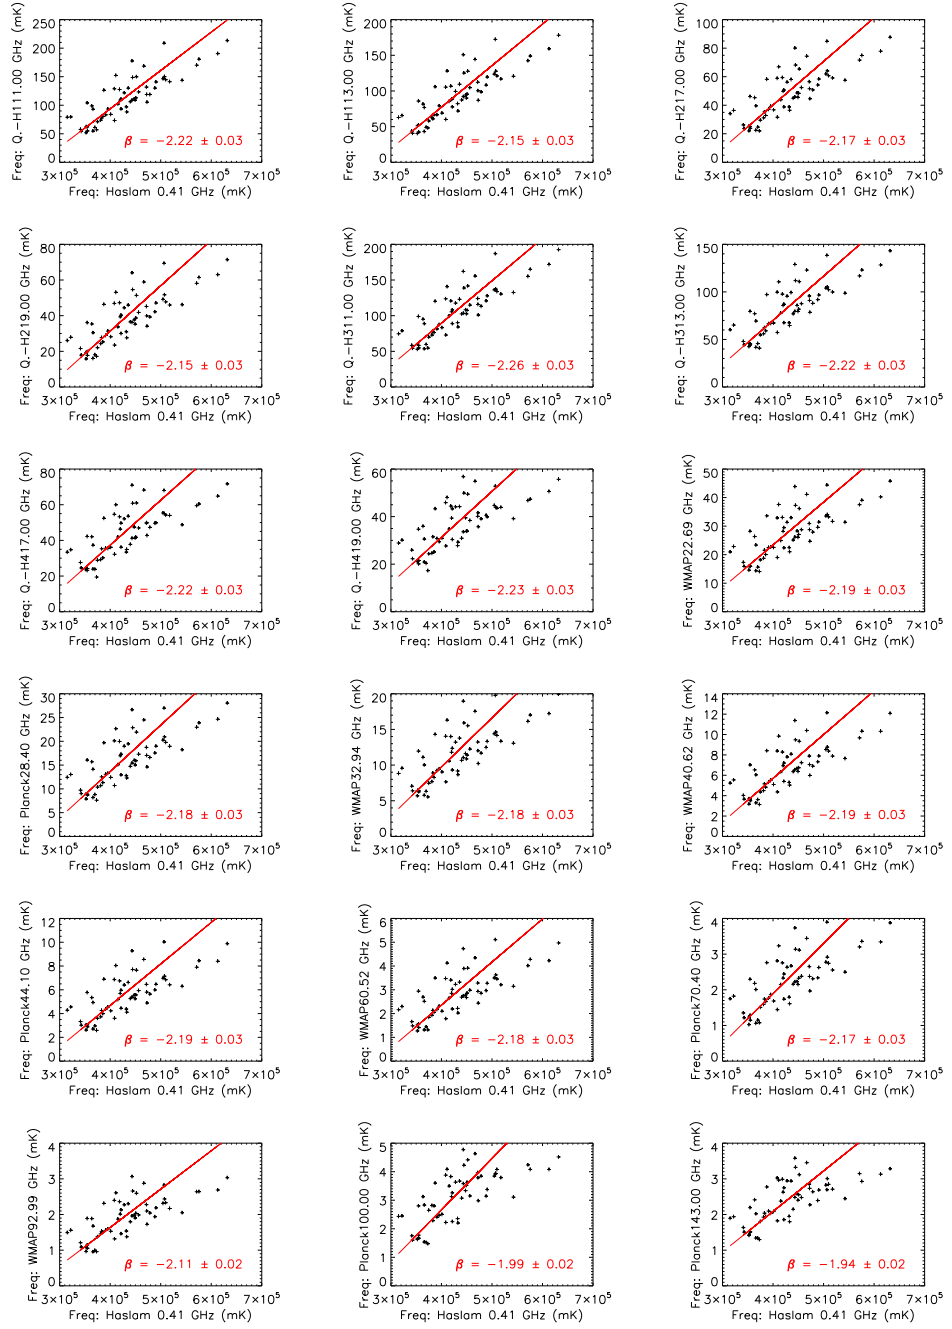 Freq: Q.-H111.00 GHz (mK)
250
200
150
100
50
0
β = -2.22 ± 0.03
3×10⁵ 4×10⁵ 5×10⁵ 6×10⁵ 7×10⁵
Freq: Haslam 0.41 GHz (mK)
Freq: Q.-H113.00 GHz (mK)
200
150
100
50
0
β = -2.15 ± 0.03
3×10⁵ 4×10⁵ 5×10⁵ 6×10⁵ 7×10⁵
Freq: Haslam 0.41 GHz (mK)
Freq: Q.-H217.00 GHz (mK)
100
80
60
40
20
0
β = -2.17 ± 0.03
3×10⁵ 4×10⁵ 5×10⁵ 6×10⁵ 7×10⁵
Freq: Haslam 0.41 GHz (mK)
Freq: Q.-H219.00 GHz (mK)
80
60
40
20
0
β = -2.15 ± 0.03
3×10⁵ 4×10⁵ 5×10⁵ 6×10⁵ 7×10⁵
Freq: Haslam 0.41 GHz (mK)
Freq: Q.-H311.00 GHz (mK)
200
150
100
50
0
β = -2.26 ± 0.03
3×10⁵ 4×10⁵ 5×10⁵ 6×10⁵ 7×10⁵
Freq: Haslam 0.41 GHz (mK)
Freq: Q.-H313.00 GHz (mK)
150
100
50
0
β = -2.22 ± 0.03
3×10⁵ 4×10⁵ 5×10⁵ 6×10⁵ 7×10⁵
Freq: Haslam 0.41 GHz (mK)
Freq: Q.-H417.00 GHz (mK)
80
60
40
20
0
β = -2.22 ± 0.03
3×10⁵ 4×10⁵ 5×10⁵ 6×10⁵ 7×10⁵
Freq: Haslam 0.41 GHz (mK)
Freq: Q.-H419.00 GHz (mK)
60
40
20
0
β = -2.23 ± 0.03
3×10⁵ 4×10⁵ 5×10⁵ 6×10⁵ 7×10⁵
Freq: Haslam 0.41 GHz (mK)
Freq: WMAP22.69 GHz (mK)
50
40
30
20
10
0
β = -2.19 ± 0.03
3×10⁵ 4×10⁵ 5×10⁵ 6×10⁵ 7×10⁵
Freq: Haslam 0.41 GHz (mK)
Freq: Planck28.40 GHz (mK)
30
25
20
15
10
5
0
β = -2.18 ± 0.03
3×10⁵ 4×10⁵ 5×10⁵ 6×10⁵ 7×10⁵
Freq: Haslam 0.41 GHz (mK)
Freq: WMAP32.94 GHz (mK)
20
15
10
5
0
β = -2.18 ± 0.03
3×10⁵ 4×10⁵ 5×10⁵ 6×10⁵ 7×10⁵
Freq: Haslam 0.41 GHz (mK)
Freq: WMAP40.62 GHz (mK)
14
12
10
8
6
4
2
0
β = -2.19 ± 0.03
3×10⁵ 4×10⁵ 5×10⁵ 6×10⁵ 7×10⁵
Freq: Haslam 0.41 GHz (mK)
Freq: Planck44.10 GHz (mK)
12
10
8
6
4
2
0
β = -2.19 ± 0.03
3×10⁵ 4×10⁵ 5×10⁵ 6×10⁵ 7×10⁵
Freq: Haslam 0.41 GHz (mK)
Freq: WMAP60.52 GHz (mK)
6
5
4
3
2
1
0
β = -2.18 ± 0.03
3×10⁵ 4×10⁵ 5×10⁵ 6×10⁵ 7×10⁵
Freq: Haslam 0.41 GHz (mK)
Freq: Planck70.40 GHz (mK)
4
3
2
1
0
β = -2.17 ± 0.03
3×10⁵ 4×10⁵ 5×10⁵ 6×10⁵ 7×10⁵
Freq: Haslam 0.41 GHz (mK)
Freq: WMAP92.99 GHz (mK)
4
3
2
1
0
β = -2.11 ± 0.02
3×10⁵ 4×10⁵ 5×10⁵ 6×10⁵ 7×10⁵
Freq: Haslam 0.41 GHz (mK)
Freq: Planck100.00 GHz (mK)
5
4
3
2
1
0
β = -1.99 ± 0.02
3×10⁵ 4×10⁵ 5×10⁵ 6×10⁵ 7×10⁵
Freq: Haslam 0.41 GHz (mK)
Freq: Planck143.00 GHz (mK)
4
3
2
1
0
β = -1.94 ± 0.02
3×10⁵ 4×10⁵ 5×10⁵ 6×10⁵ 7×10⁵
Freq: Haslam 0.41 GHz (mK)